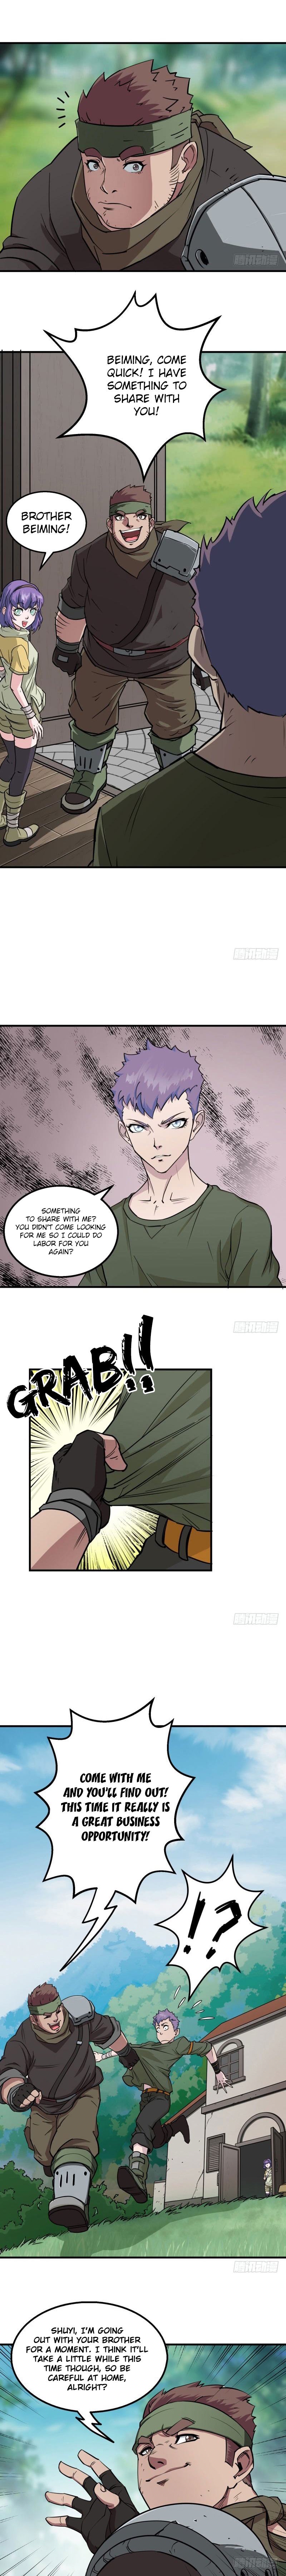 BEIMING, COME
QUICK! I HAVE
SOMETHING TO
SHARE WITH
YOU!
BROTHER
BEIMING!
SOMETHING
TO SHARE WITH ME?
YOU DIDN'T COME LOOKING
FOR ME SO I COULD DO
LABOR FOR YOU
AGAIN?
GRAB!!
COME WITH ME
AND YOU'LL FIND OUT!
THIS TIME IT REALLY IS
A GREAT BUSINESS
OPPORTUNITY!
!?
SHUYI, I'M GOING
OUT WITH YOUR BROTHER
FOR A MOMENT. I THINK IT'LL
TAKE A LITTLE WHILE THIS
TIME THOUGH, SO BE
CAREFUL AT HOME,
ALRIGHT?